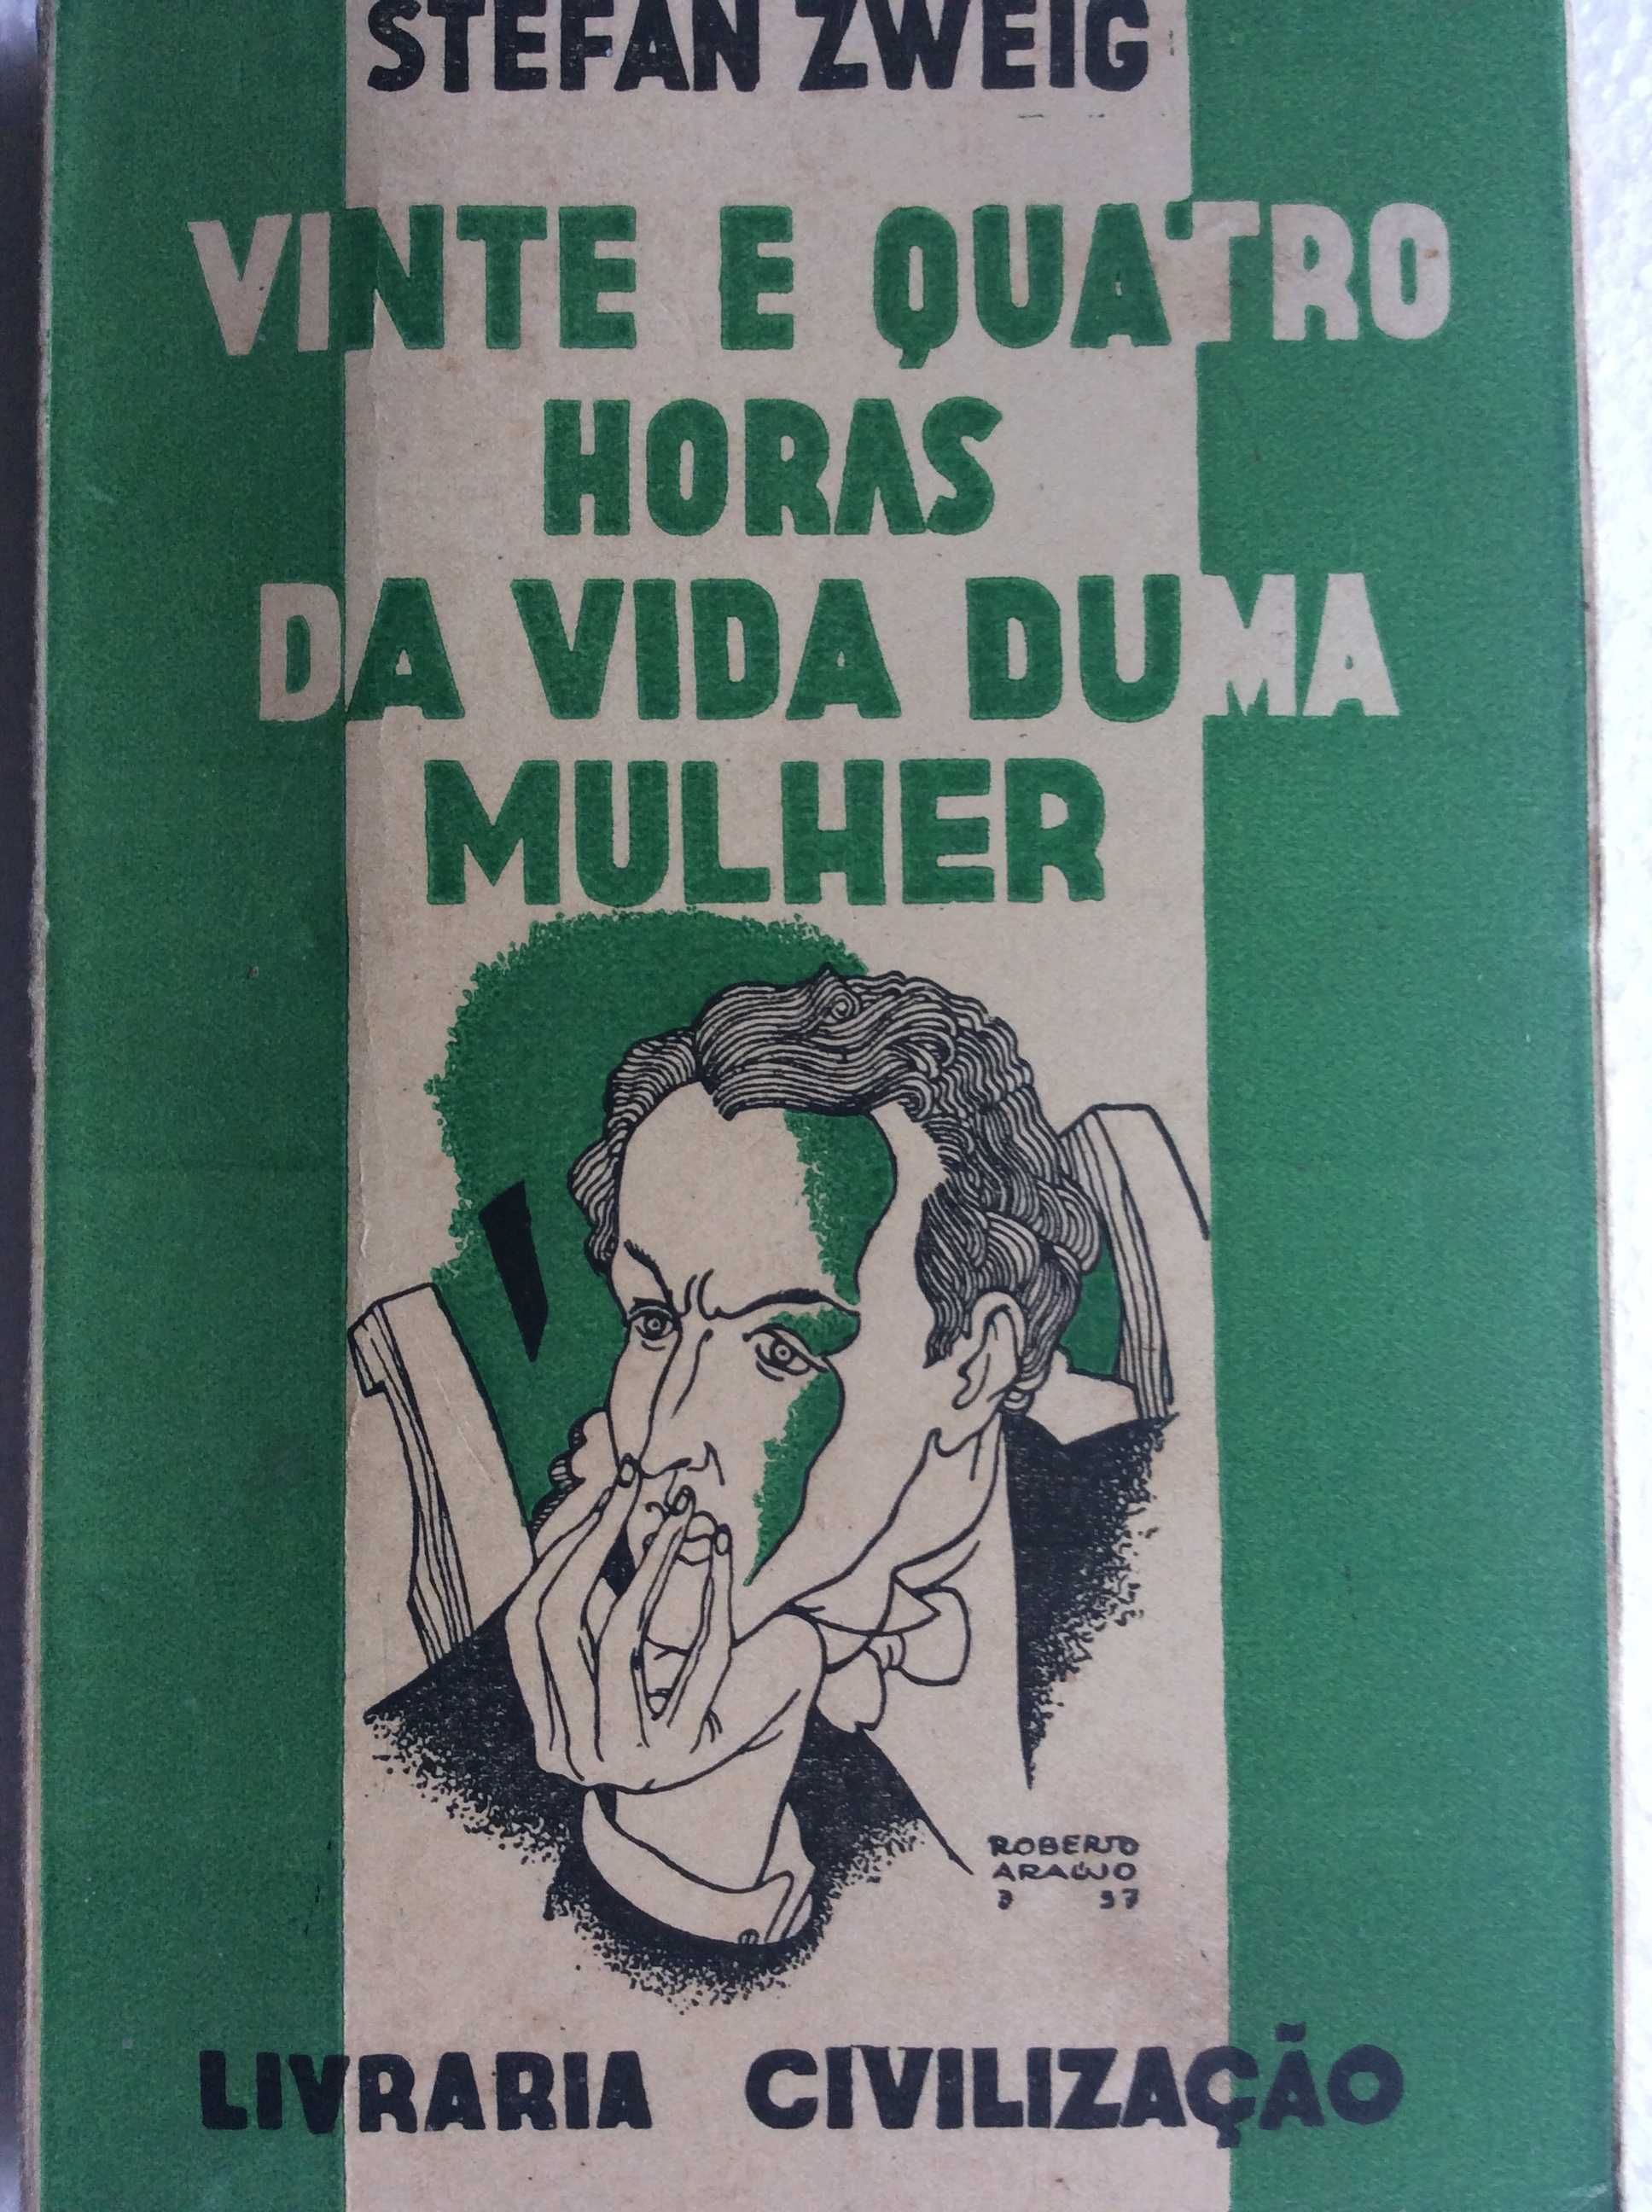 STEFAN ZWEIG
VINTE E QUATRO
HORAS
DA VIDA DUMA
MULHER
ROBERTO
ARAUJO
3 37
LIVRARIA CIVILIZAÇÃO